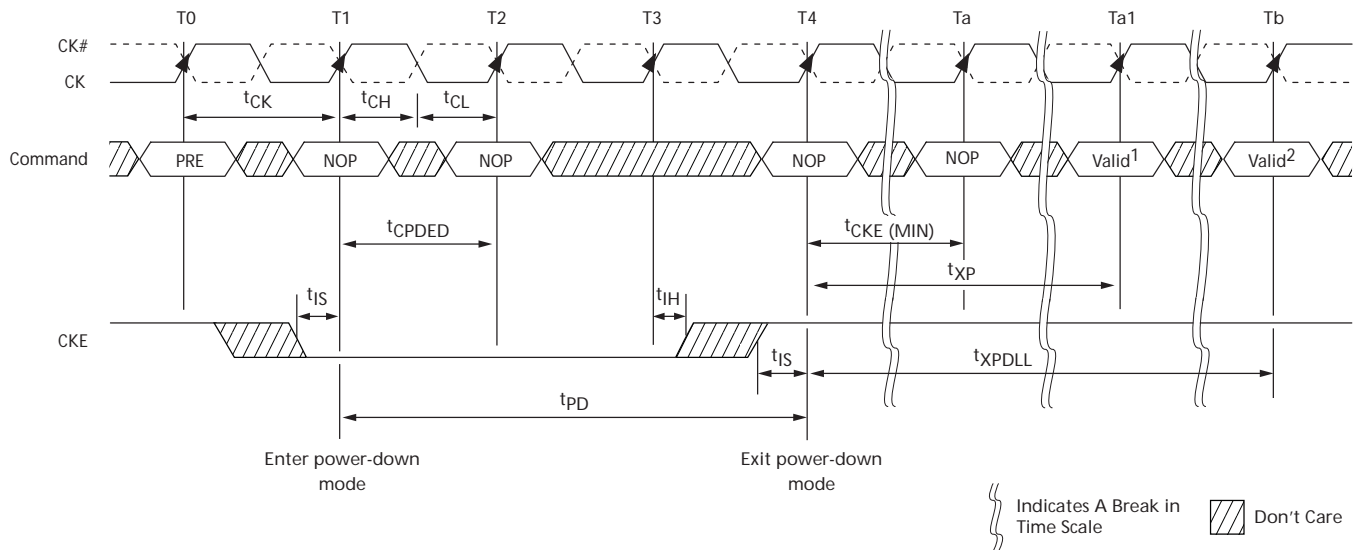 T0 T1 T2 T3 T4 Ta Ta1 Tb
CK#
CK
tCK tCH tCL
Command PRE NOP NOP NOP NOP Valid1 Valid2
tCPDED tCKE (MIN)
tXP
tIS tIH
CKE
tIS tXPDLL
tPD
Enter power-down
mode
Exit power-down
mode
Indicates A Break in
Time Scale
Don't Care